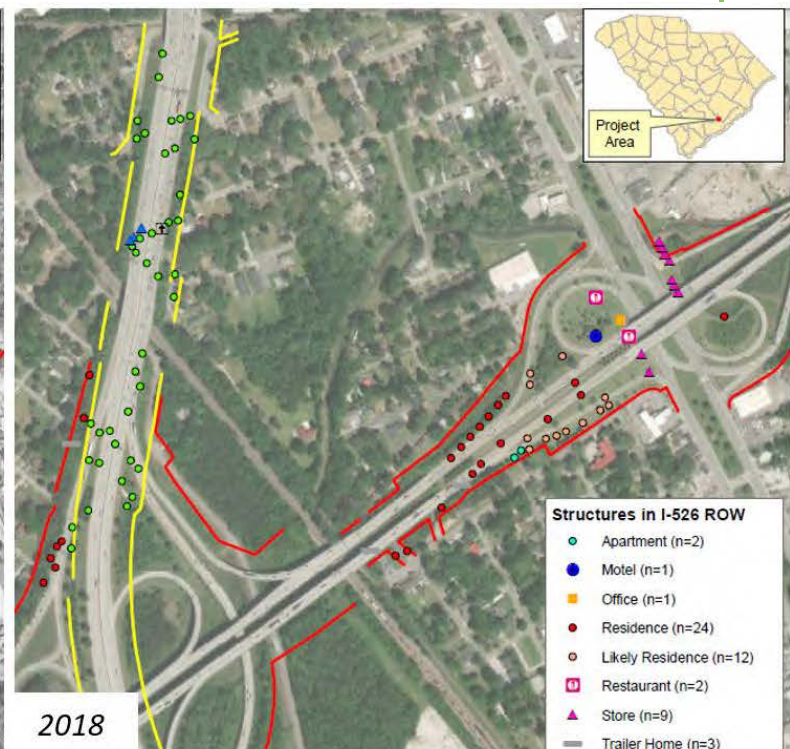 Project
Area
Structures in I-526 ROW
Apartment (n=2)
Motel (n=1)
Office (n=1)
Residence (n=24)
Likely Residence (n=12)
Restaurant (n=2)
Store (n=9)
Trailer Home (n=3)
2018